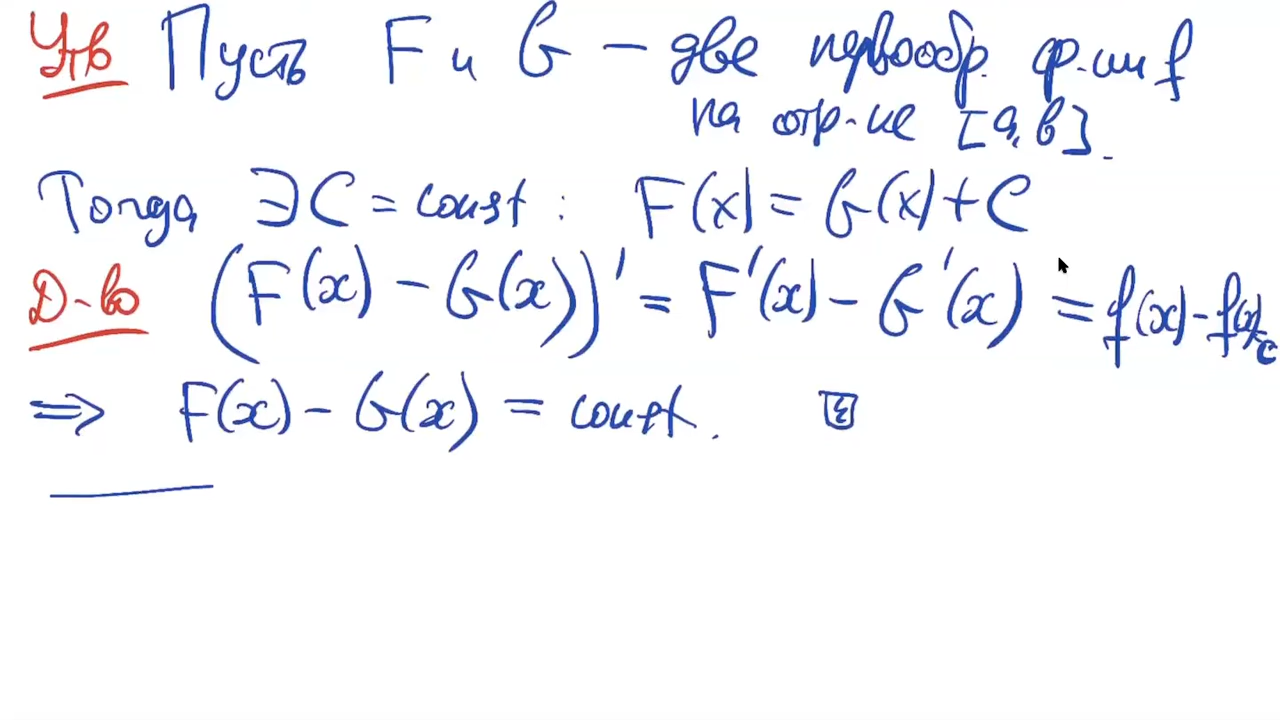 Утв Пусть F и G – две первообр. ф-ии f
на отр-ке [a, b].
Тогда ∃ C = const : F(x) = G(x) + C
Д-во (F(x) – G(x))' = F'(x) – G'(x) = f(x) – f(x)
⇒ F(x) – G(x) = const.